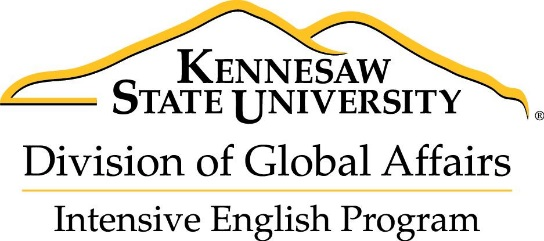 KENNESAW
STATE UNIVERSITY
®
Division of Global Affairs
Intensive English Program